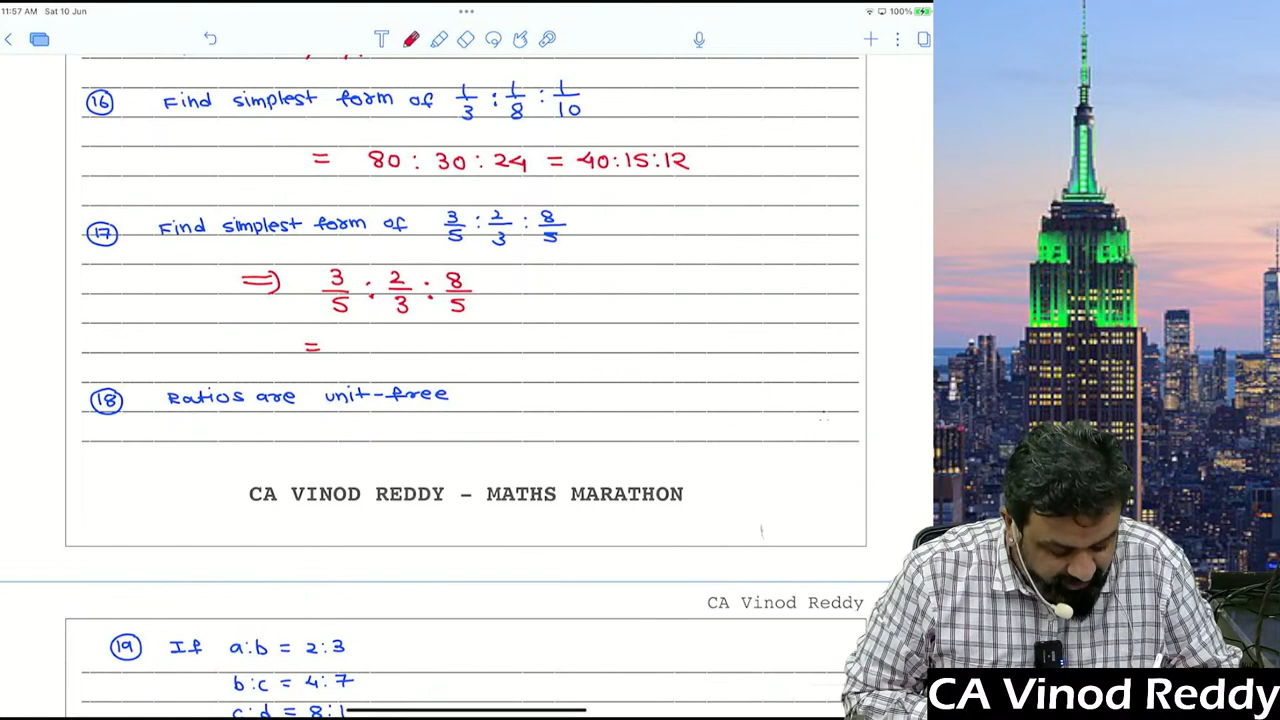 11:57 AM Sat 10 Jun
100%
16 Find simplest form of 1/3 : 1/8 : 1/10
= 80 : 30 : 24 = 40:15:12
17 Find simplest form of 3/5 : 2/3 : 8/5
=> 3/5 : 2/3 : 8/5
=
18 Ratios are unit-free
CA VINOD REDDY - MATHS MARATHON
CA Vinod Reddy
19 If a:b = 2:3
b:c = 4:7
c:d = 8:1
CA Vinod Reddy